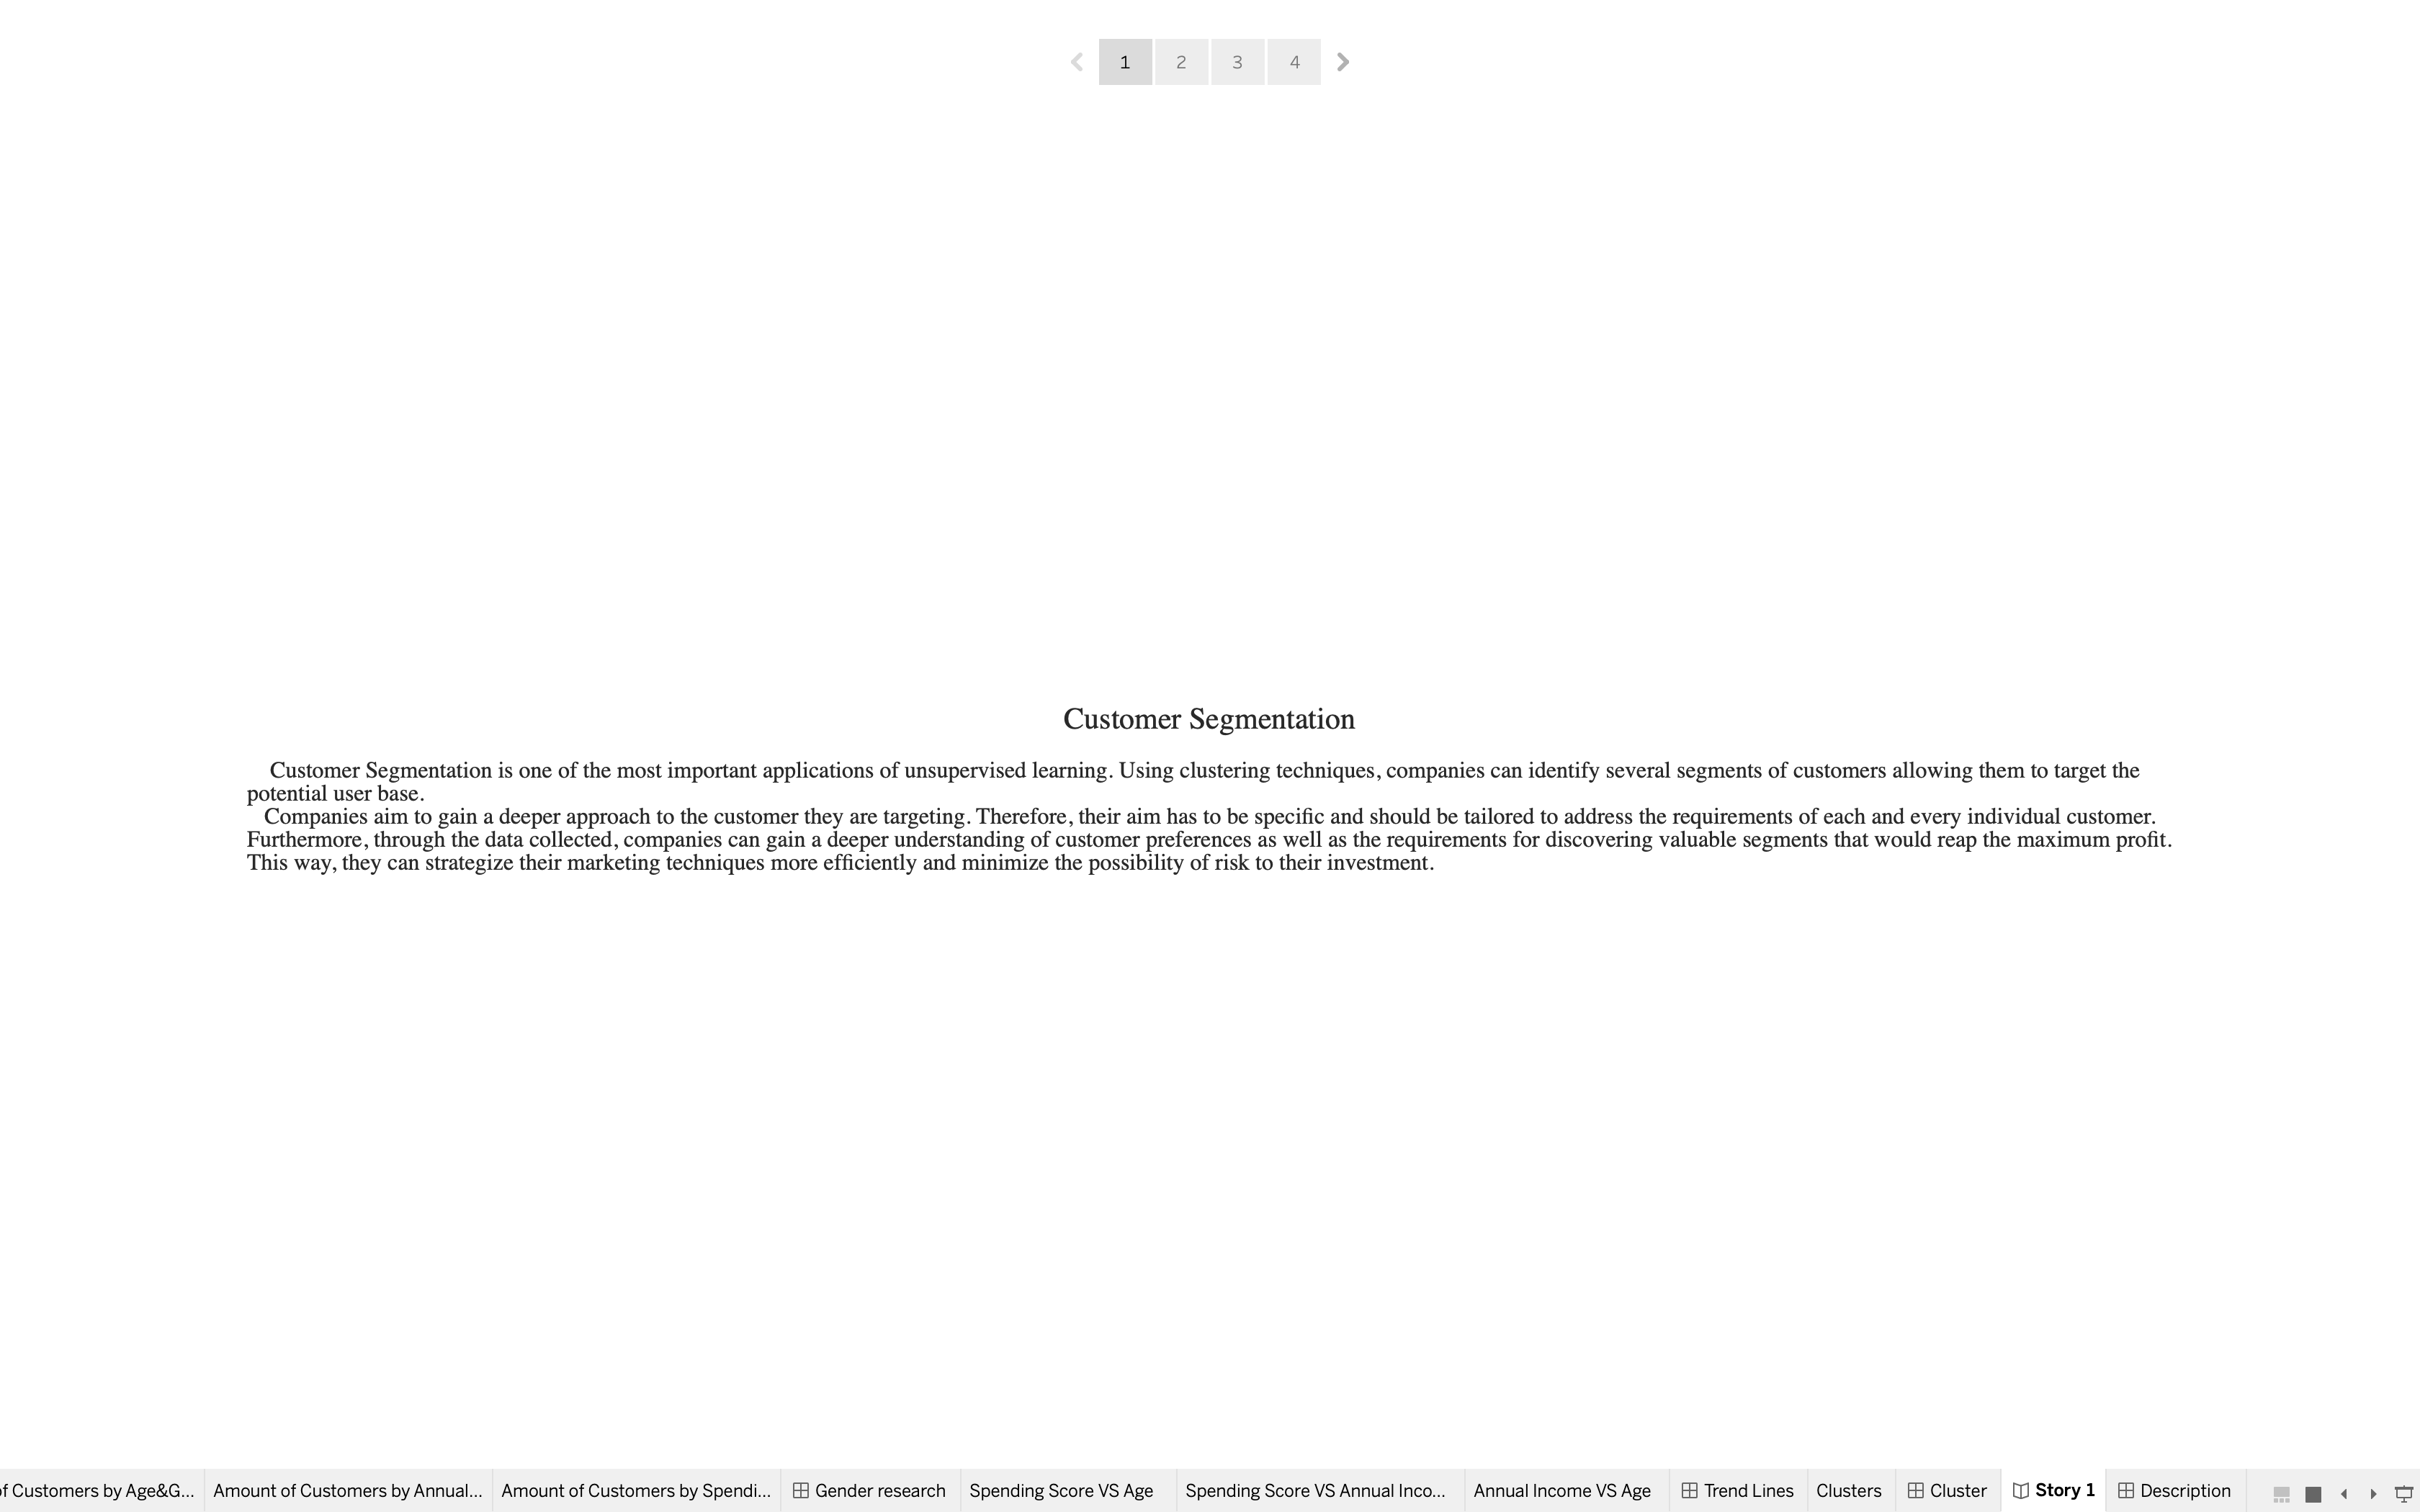 1 2 3 4
Customer Segmentation
Customer Segmentation is one of the most important applications of unsupervised learning. Using clustering techniques, companies can identify several segments of customers allowing them to target the
potential user base.
Companies aim to gain a deeper approach to the customer they are targeting. Therefore, their aim has to be specific and should be tailored to address the requirements of each and every individual customer.
Furthermore, through the data collected, companies can gain a deeper understanding of customer preferences as well as the requirements for discovering valuable segments that would reap the maximum profit.
This way, they can strategize their marketing techniques more efficiently and minimize the possibility of risk to their investment.
of Customers by Age&G... Amount of Customers by Annual... Amount of Customers by Spendi... Gender research Spending Score VS Age Spending Score VS Annual Inco... Annual Income VS Age Trend Lines Clusters Cluster Story 1 Description